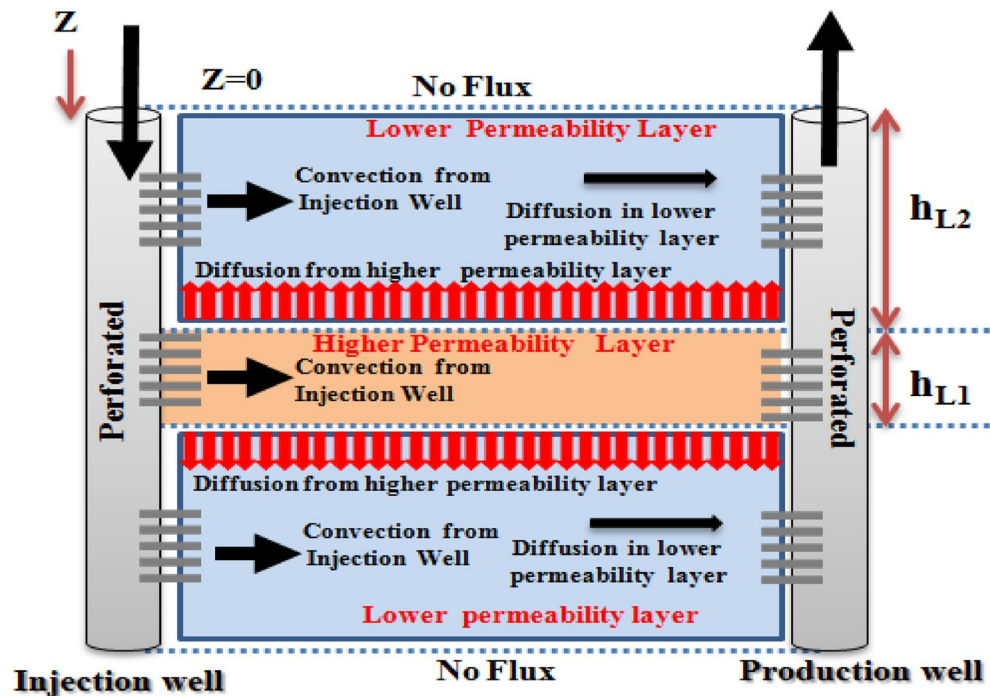 Z
Z=0
No Flux
Lower Permeability Layer
Convection from
Injection Well
Diffusion in lower
permeability layer
Diffusion from higher permeability layer
h_L2
Perforated
Perforated
Higher Permeability Layer
Convection from
Injection Well
h_L1
Diffusion from higher permeability layer
Convection from
Injection Well
Diffusion in lower
permeability layer
Lower permeability layer
Injection well
No Flux
Production well